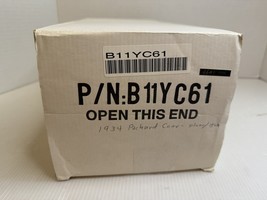 B11YC61
P/N:B11YC61
OPEN THIS END
1934 Packard